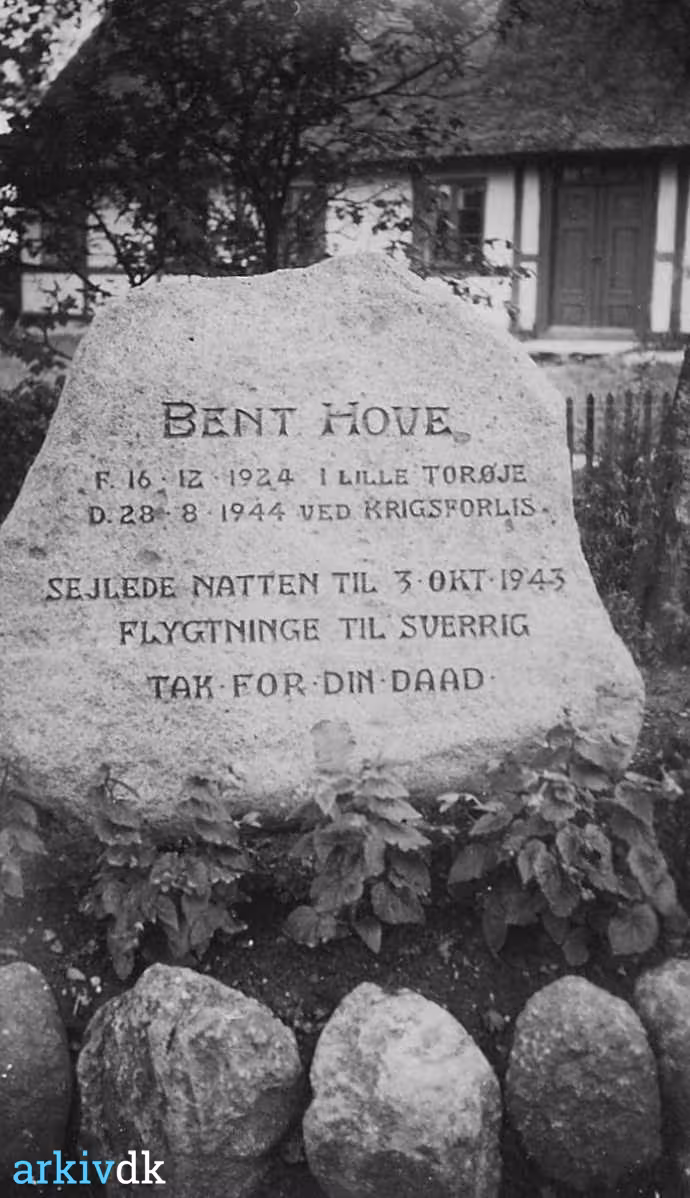 BENT HOVE
F. 16 · 12 · 1924 I LILLE TORØJE
D. 28 · 8 · 1944 VED KRIGSFORLIS ·
SEJLEDE NATTEN TIL 3 · OKT · 1943
FLYGTNINGE TIL SVERRIG
TAK · FOR · DIN · DAAD ·
arkivdk